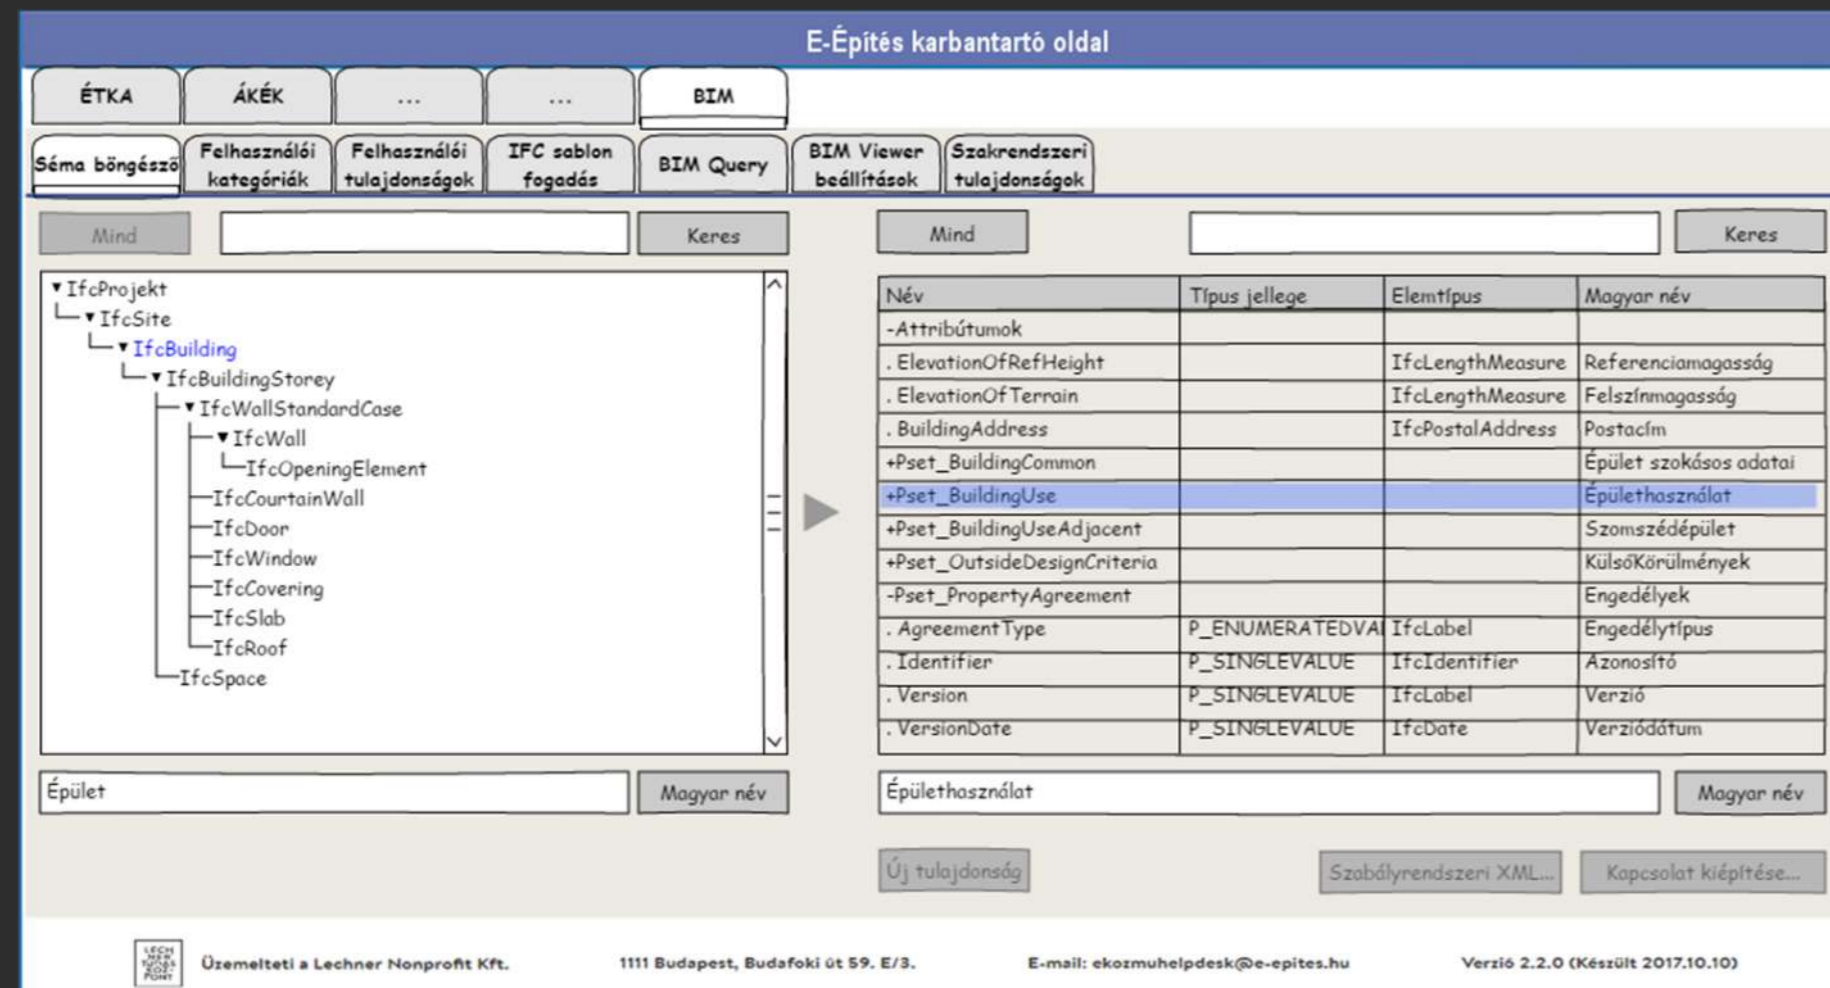 E-Építés karbantartó oldal
ÉTKA ÁKÉK ... ... BIM
Séma böngésző Felhasználói kategóriák Felhasználói tulajdonságok IFC sablon fogadás BIM Query BIM Viewer beállítások Szakrendszeri tulajdonságok
Mind Keres Mind Keres
▼IfcProjekt
▼IfcSite
▼IfcBuilding
▼IfcBuildingStorey
▼IfcWallStandardCase
▼IfcWall
IfcOpeningElement
IfcCourtainWall
IfcDoor
IfcWindow
IfcCovering
IfcSlab
IfcRoof
IfcSpace
Épület Magyar név
Név Típus jellege Elemtípus Magyar név
-Attribútumok
. ElevationOfRefHeight IfcLengthMeasure Referenciamagasság
. ElevationOfTerrain IfcLengthMeasure Felszínmagasság
. BuildingAddress IfcPostalAddress Postacím
+Pset_BuildingCommon Épület szokásos adatai
+Pset_BuildingUse Épülethasználat
+Pset_BuildingUseAdjacent Szomszédépület
+Pset_OutsideDesignCriteria KülsőKörülmények
-Pset_PropertyAgreement Engedélyek
. AgreementType P_ENUMERATEDVAL IfcLabel Engedélytípus
. Identifier P_SINGLEVALUE IfcIdentifier Azonosító
. Version P_SINGLEVALUE IfcLabel Verzió
. VersionDate P_SINGLEVALUE IfcDate Verziódátum
Épülethasználat Magyar név
Új tulajdonság Szabályrendszeri XML... Kapcsolat kiépítése...
LECHNER TUDÁSKÖZPONT
Üzemelteti a Lechner Nonprofit Kft. 1111 Budapest, Budafoki út 59. E/3. E-mail: ekozmuhelpdesk@e-epites.hu Verzió 2.2.0 (Készült 2017.10.10)